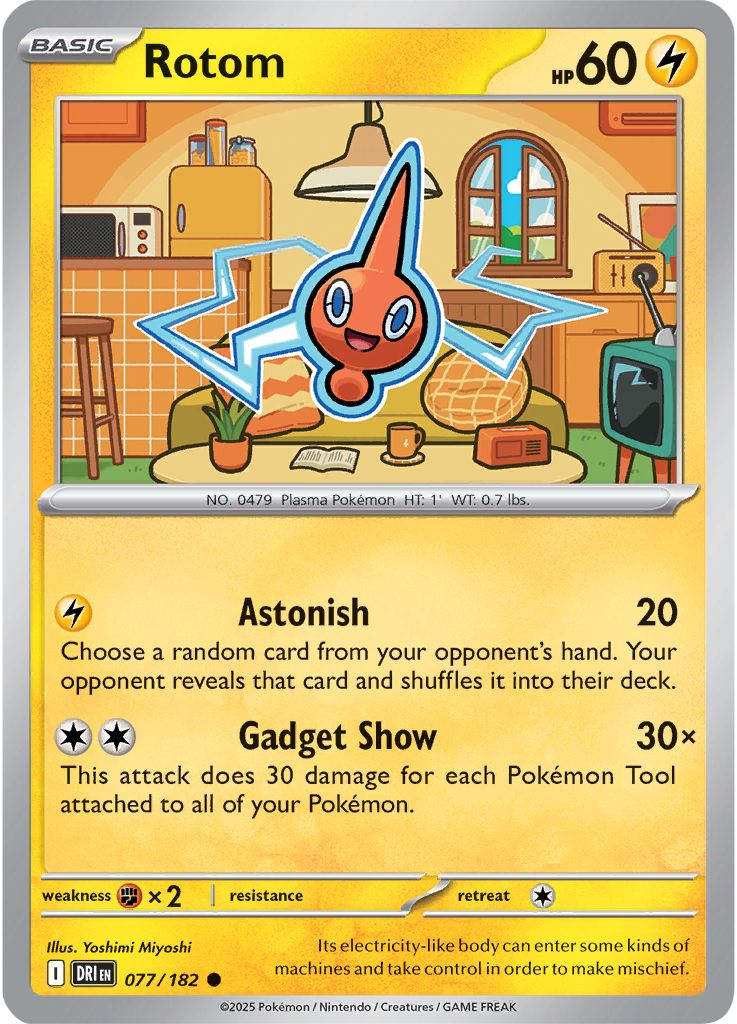 BASIC
Rotom
HP60
NO. 0479 Plasma Pokémon HT: 1' WT: 0.7 lbs.
Astonish 20
Choose a random card from your opponent's hand. Your
opponent reveals that card and shuffles it into their deck.
Gadget Show 30×
This attack does 30 damage for each Pokémon Tool
attached to all of your Pokémon.
weakness ×2 resistance retreat
Illus. Yoshimi Miyoshi
Its electricity-like body can enter some kinds of
machines and take control in order to make mischief.
I DRI EN 077/182
©2025 Pokémon / Nintendo / Creatures / GAME FREAK